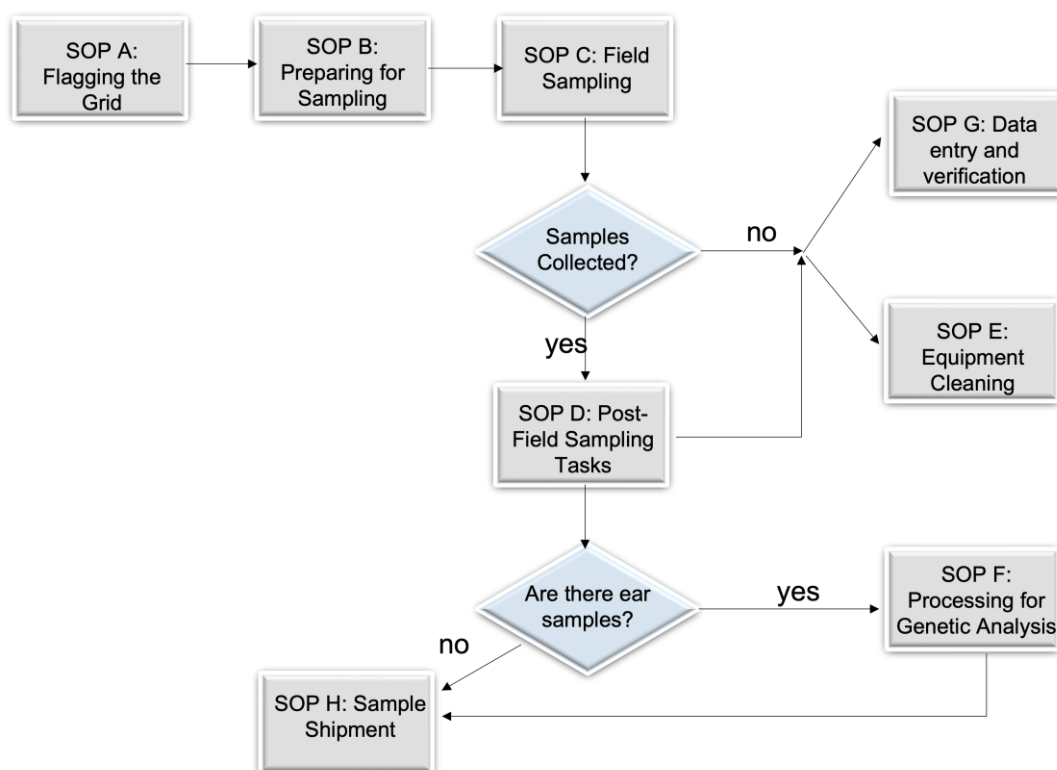 SOP A:
Flagging the
Grid
SOP B:
Preparing for
Sampling
SOP C: Field
Sampling
SOP G: Data
entry and
verification
Samples
Collected?
no
yes
SOP E:
Equipment
Cleaning
SOP D: Post-
Field Sampling
Tasks
Are there ear
samples?
yes
no
SOP F:
Processing for
Genetic Analysis
SOP H: Sample
Shipment